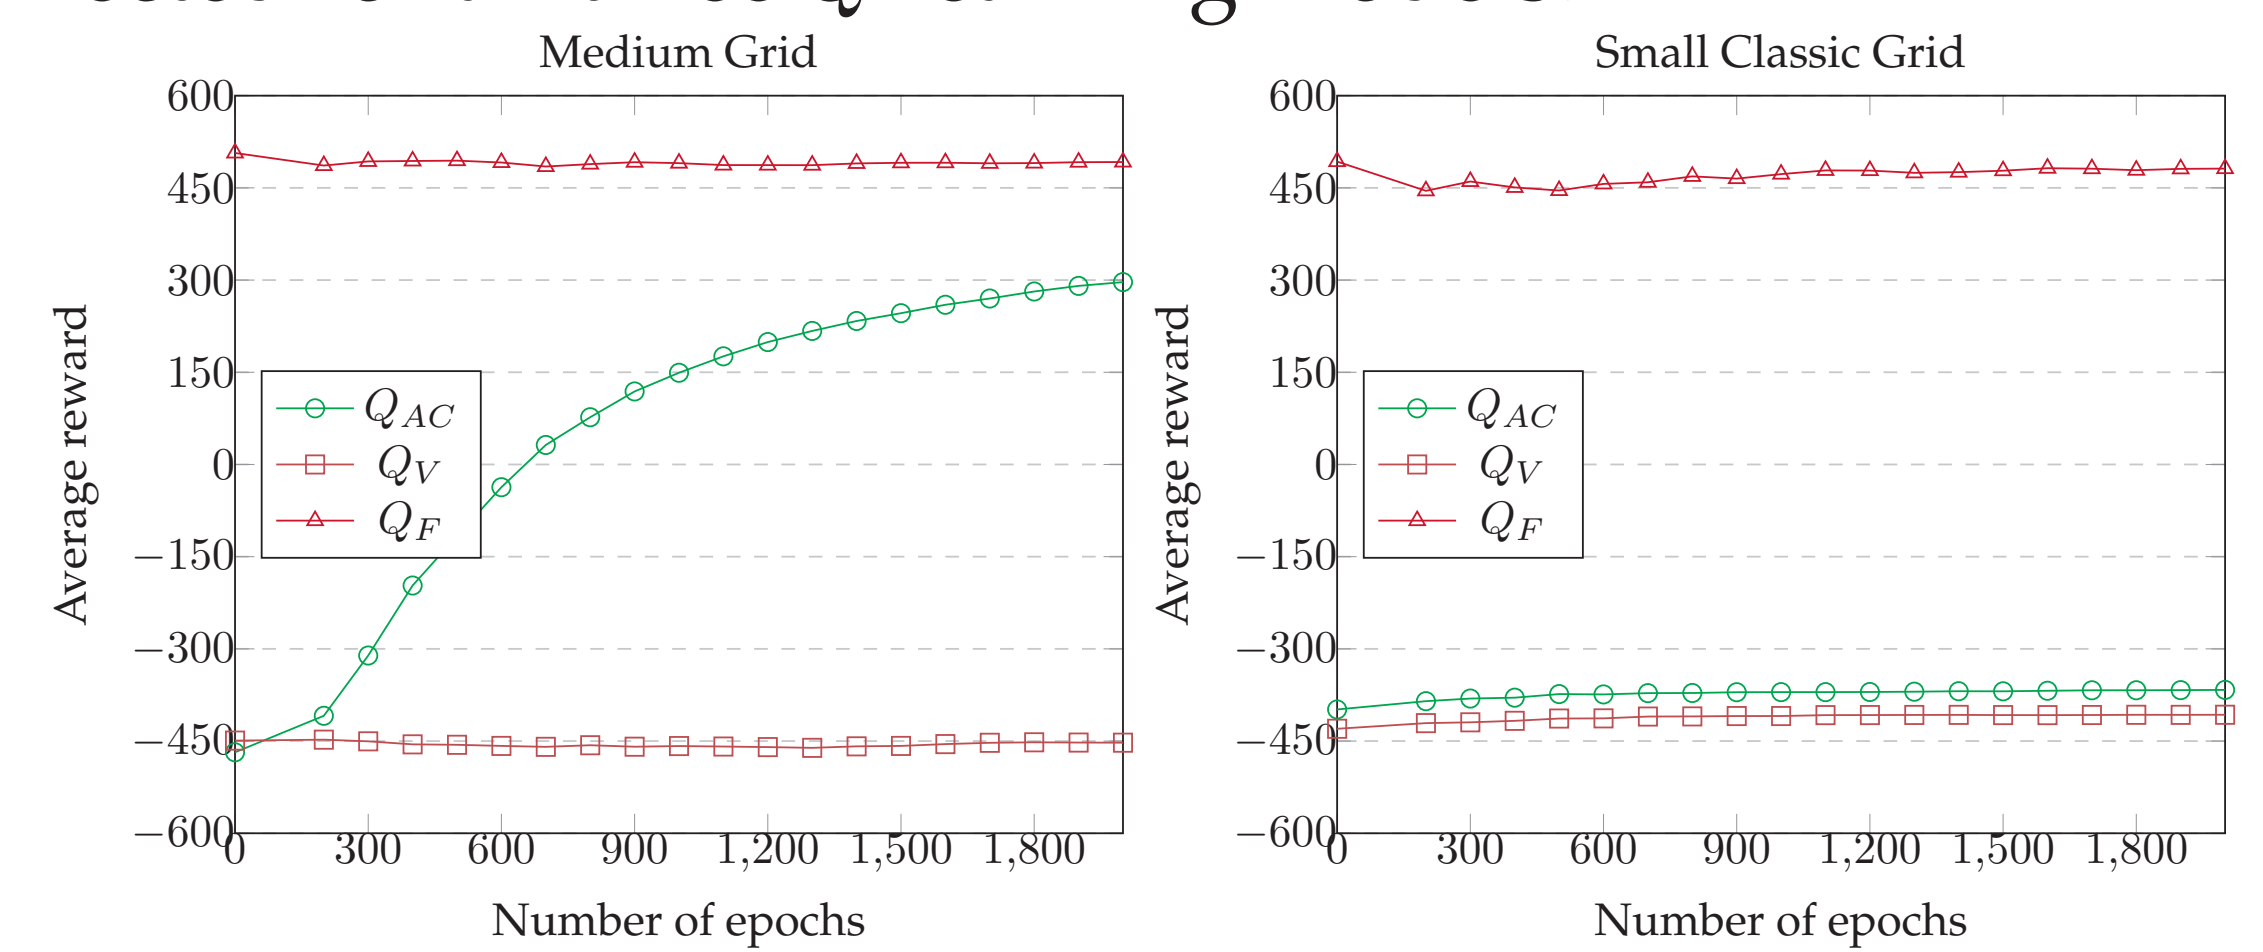 Medium Grid
600
450
300
150
0
−150
−300
−450
−600
0 300 600 900 1,200 1,500 1,800
Average reward
Number of epochs
Q_AC
Q_V
Q_F
Small Classic Grid
600
450
300
150
0
−150
−300
−450
−600
0 300 600 900 1,200 1,500 1,800
Average reward
Number of epochs
Q_AC
Q_V
Q_F